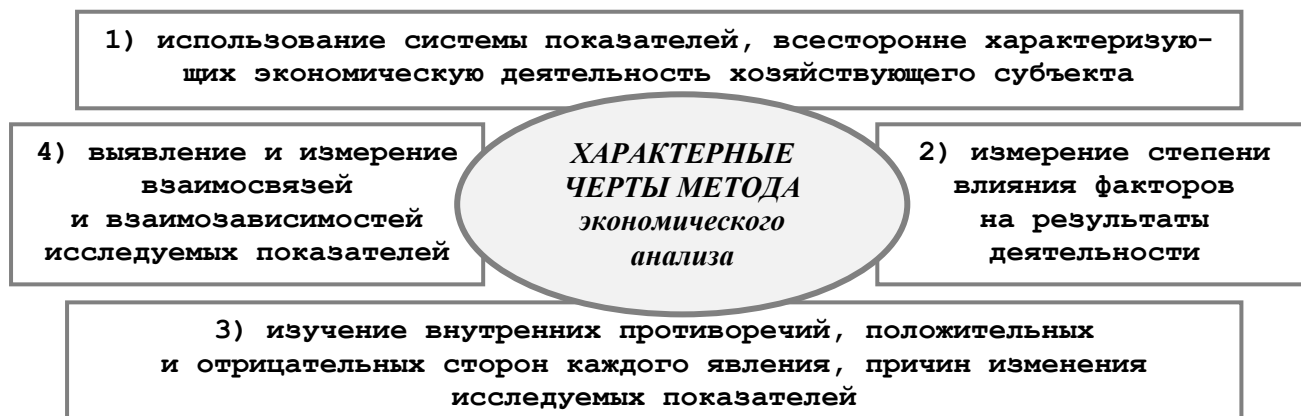 1) использование системы показателей, всесторонне характеризую-
щих экономическую деятельность хозяйствующего субъекта
4) выявление и измерение
взаимосвязей
и взаимозависимостей
исследуемых показателей
ХАРАКТЕРНЫЕ
ЧЕРТЫ МЕТОДА
экономического
анализа
2) измерение степени
влияния факторов
на результаты
деятельности
3) изучение внутренних противоречий, положительных
и отрицательных сторон каждого явления, причин изменения
исследуемых показателей